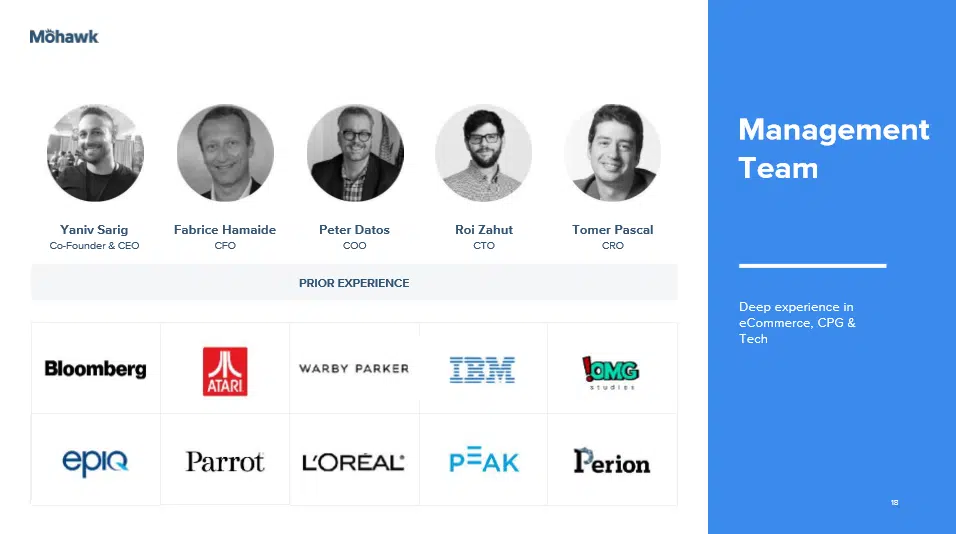 Mohawk
Management
Team
Yaniv Sarig
Co-Founder & CEO
Fabrice Hamaide
CFO
Peter Datos
COO
Roi Zahut
CTO
Tomer Pascal
CRO
PRIOR EXPERIENCE
Deep experience in
eCommerce, CPG &
Tech
Bloomberg
ATARI
WARBY PARKER
IBM
!OMG
studios
epiq
Parrot
L'ORÉAL
PEAK
Perion
18